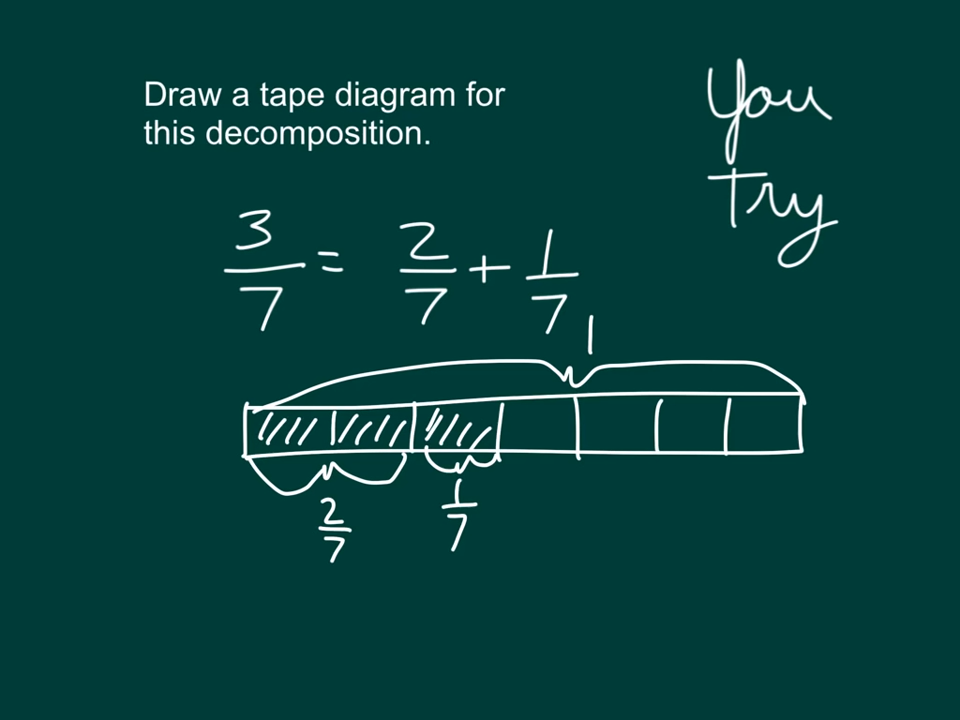 Draw a tape diagram for
this decomposition.
You
Try
3/7 = 2/7 + 1/7
1
2/7
1/7